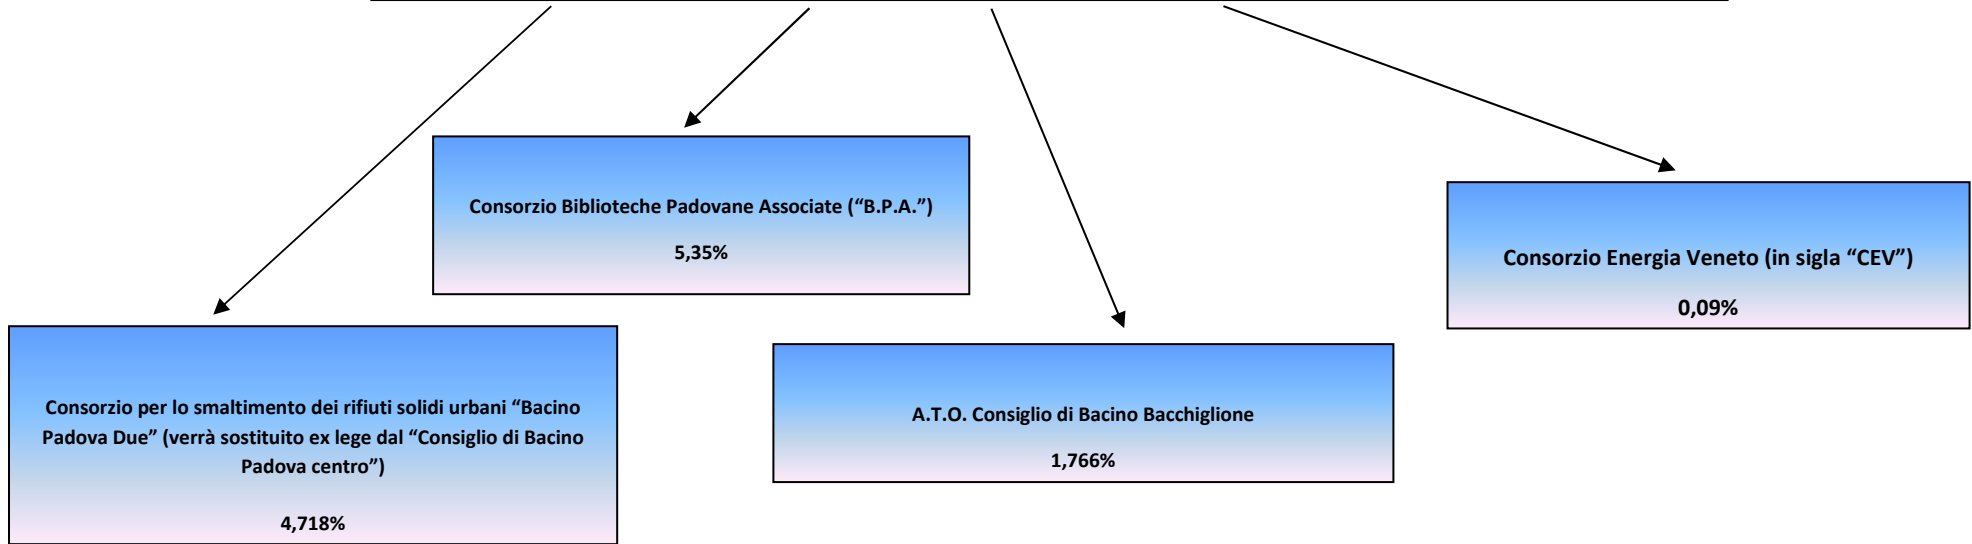 Consorzio Biblioteche Padovane Associate (“B.P.A.”)
5,35%
Consorzio Energia Veneto (in sigla “CEV”)
0,09%
Consorzio per lo smaltimento dei rifiuti solidi urbani “Bacino
Padova Due” (verrà sostituito ex lege dal “Consiglio di Bacino
Padova centro”)
4,718%
A.T.O. Consiglio di Bacino Bacchiglione
1,766%